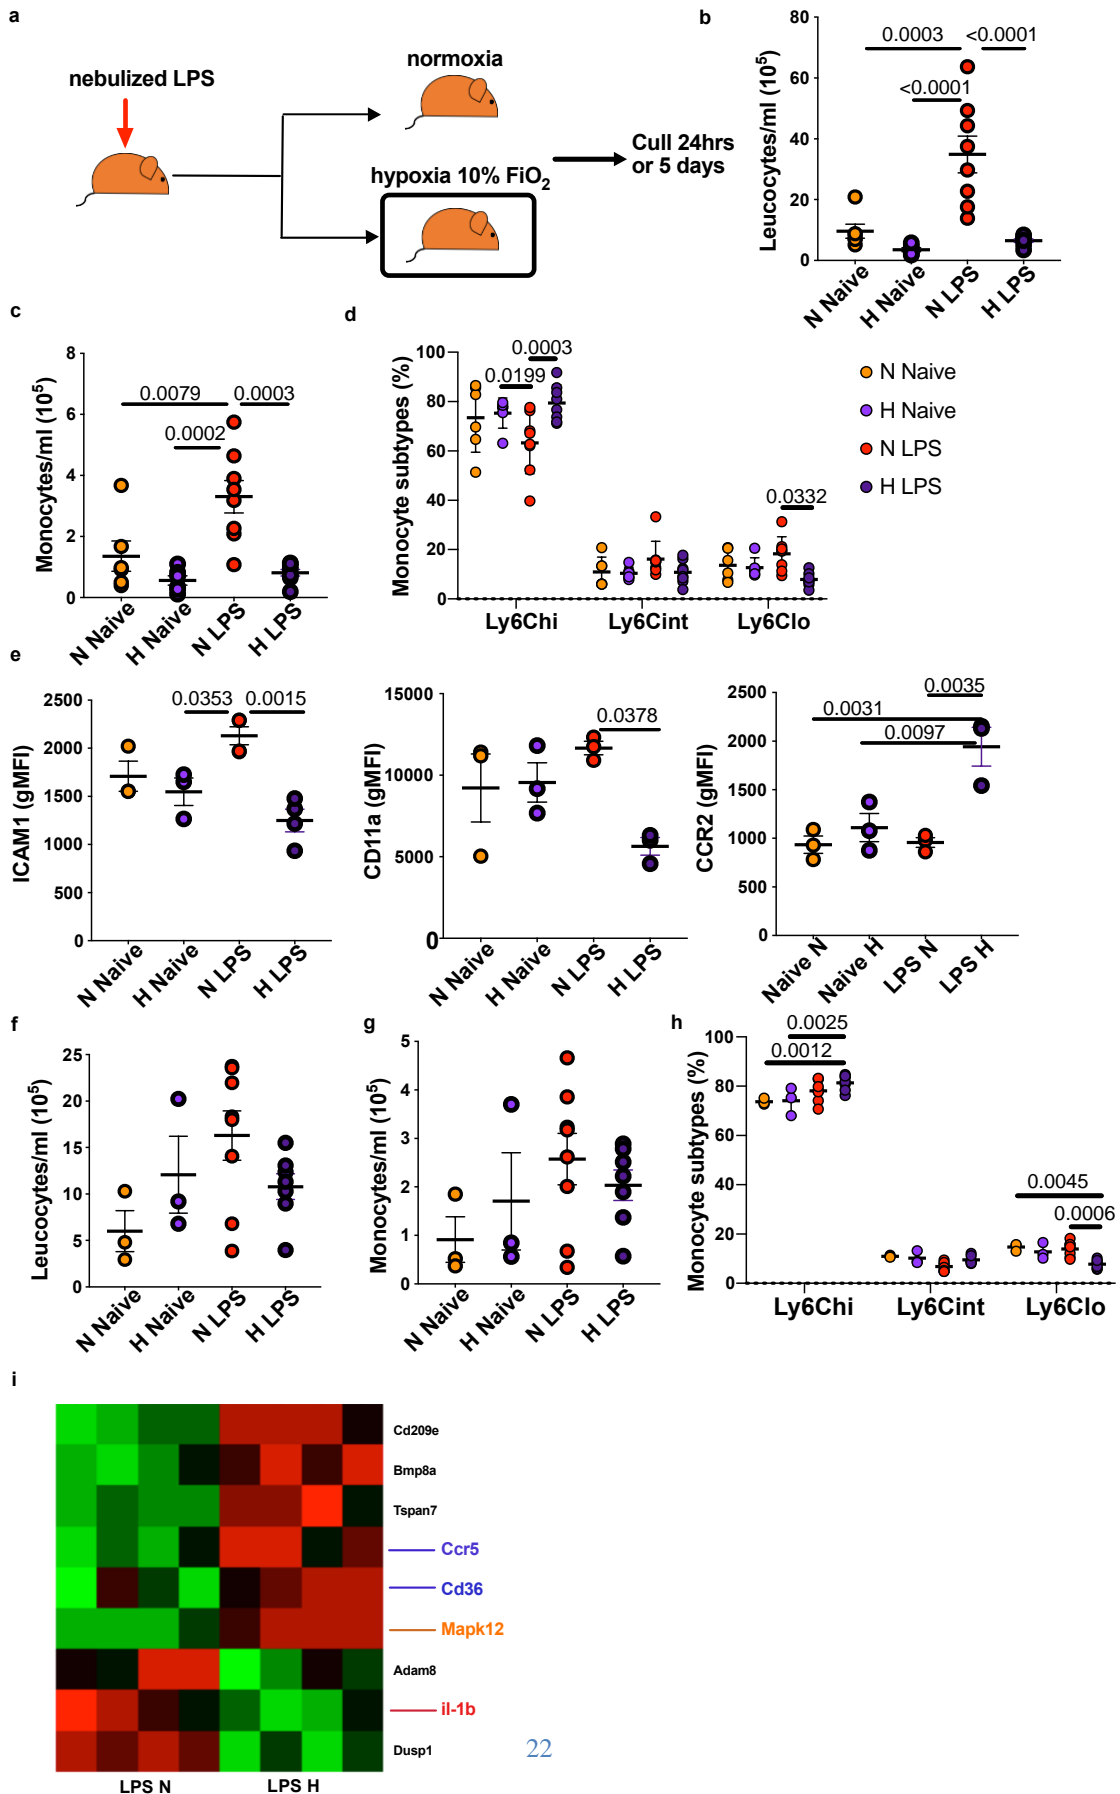 a
nebulized LPS
normoxia
hypoxia 10% FiO2
Cull 24hrs
or 5 days
b
Leucocytes/ml (10^5)
80
60
40
20
0
0.0003
<0.0001
<0.0001
N Naive
H Naive
N LPS
H LPS
c
Monocytes/ml (10^5)
8
6
4
2
0
0.0079
0.0003
0.0002
N Naive
H Naive
N LPS
H LPS
d
Monocyte subtypes (%)
100
80
60
40
20
0
0.0003
0.0199
0.0332
Ly6Chi
Ly6Cint
Ly6Clo
N Naive
H Naive
N LPS
H LPS
e
ICAM1 (gMFI)
2500
2000
1500
1000
500
0
0.0353
0.0015
N Naive
H Naive
N LPS
H LPS
CD11a (gMFI)
15000
10000
5000
0
0.0378
N Naive
H Naive
N LPS
H LPS
CCR2 (gMFI)
2500
2000
1500
1000
500
0
0.0035
0.0031
0.0097
Naive N
Naive H
LPS N
LPS H
f
Leucocytes/ml (10^5)
25
20
15
10
5
0
N Naive
H Naive
N LPS
H LPS
g
Monocytes/ml (10^5)
5
4
3
2
1
0
N Naive
H Naive
N LPS
H LPS
h
Monocyte subtypes (%)
100
80
60
40
20
0
0.0025
0.0012
0.0045
0.0006
Ly6Chi
Ly6Cint
Ly6Clo
i
Cd209e
Bmp8a
Tspan7
Ccr5
Cd36
Mapk12
Adam8
il-1b
Dusp1
LPS N
LPS H
22